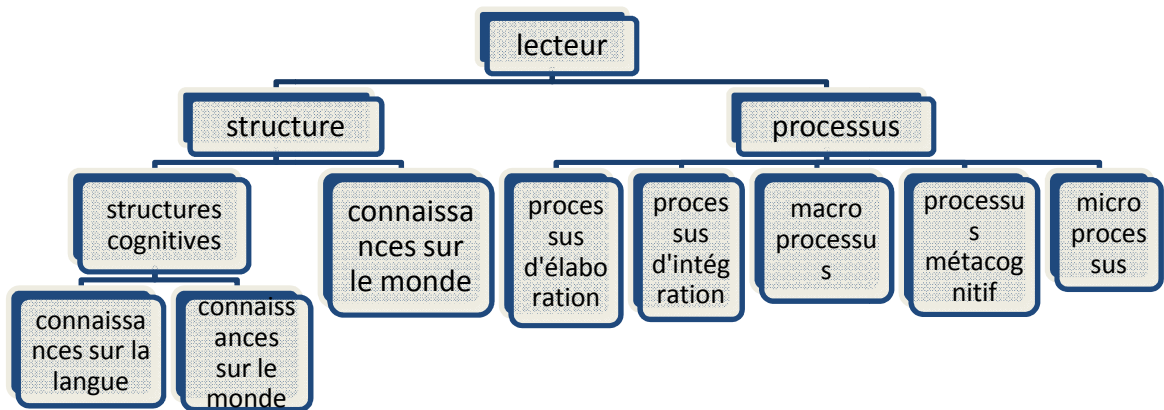 lecteur
structure
processus
structures
cognitives
connaissa
nces sur
le monde
proces
sus
d'élabo
ration
proces
sus
d'intég
ration
macro
processu
s
processu
s
métacog
nitif
micro
proces
sus
connaissa
nces sur la
langue
connaiss
ances
sur le
monde